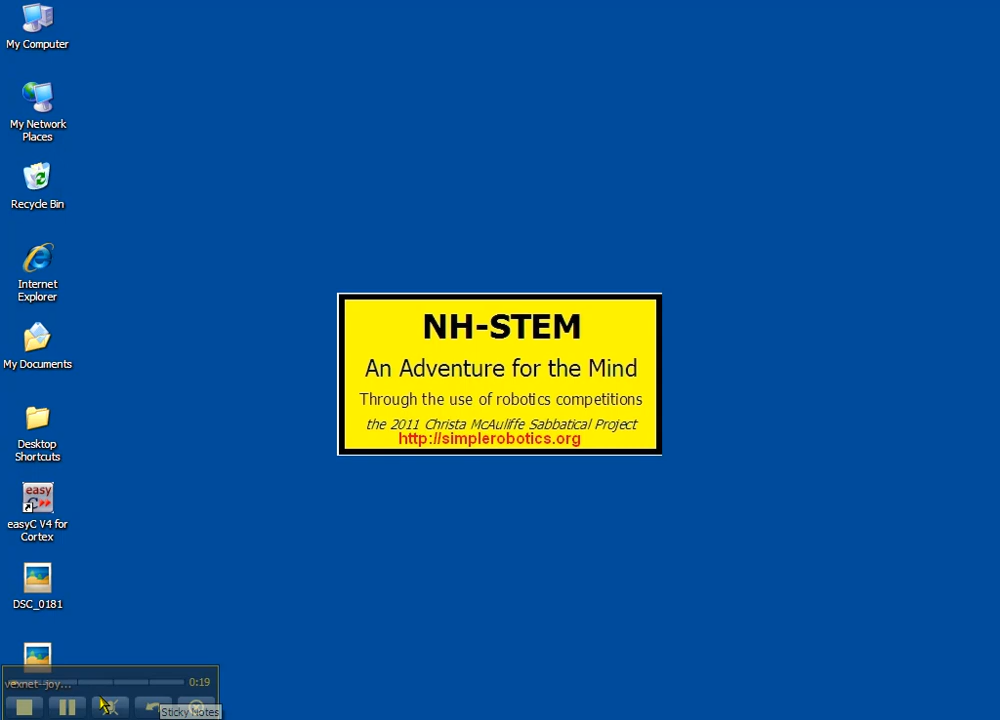 My Computer
My Network
Places
Recycle Bin
Internet
Explorer
My Documents
Desktop
Shortcuts
easy
C
easyC V4 for
Cortex
DSC_0181
vexnet--joy...
0:19
Sticky Notes
NH-STEM
An Adventure for the Mind
Through the use of robotics competitions
the 2011 Christa McAuliffe Sabbatical Project
http://simplerobotics.org